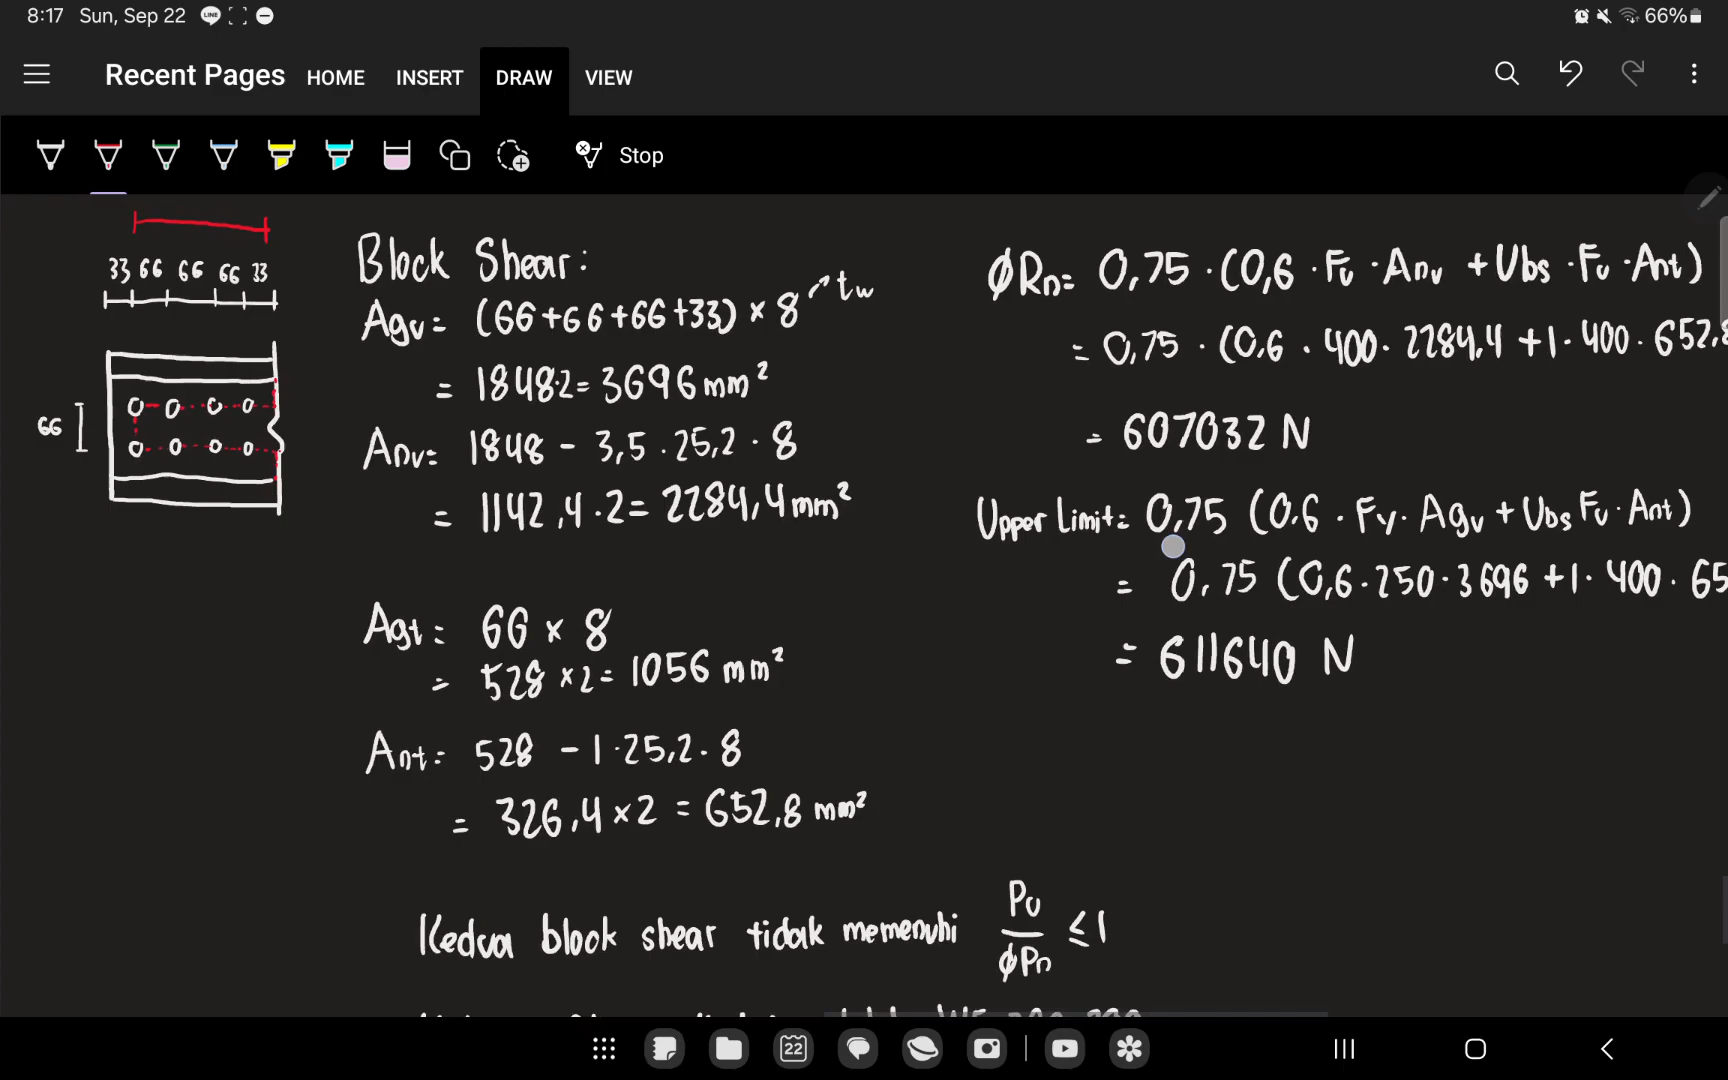 8:17 Sun, Sep 22
66%
Recent Pages HOME INSERT DRAW VIEW
Stop
33 66 66 66 33
66
Block Shear:
Agv = (66+66+66+33) × 8 tw
= 1848·2 = 3696 mm²
Anv = 1848 - 3,5 · 25,2 · 8
= 1142,4 · 2 = 2284,4 mm²
Agt = 66 × 8
= 528 × 2 = 1056 mm²
Ant = 528 - 1 · 25,2 · 8
= 326,4 × 2 = 652,8 mm²
ϕRn = 0,75 · (0,6 · Fu · Anv + Ubs · Fu · Ant)
= 0,75 · (0,6 · 400 · 2284,4 + 1 · 400 · 652,8
= 607032 N
Upper Limit = 0,75 (0.6 · Fy · Agv + Ubs Fu · Ant)
= 0,75 (0,6 · 250 · 3696 + 1 · 400 · 65
= 611640 N
Kedua block shear tidak memenuhi Pu / ϕPn ≤ 1
22